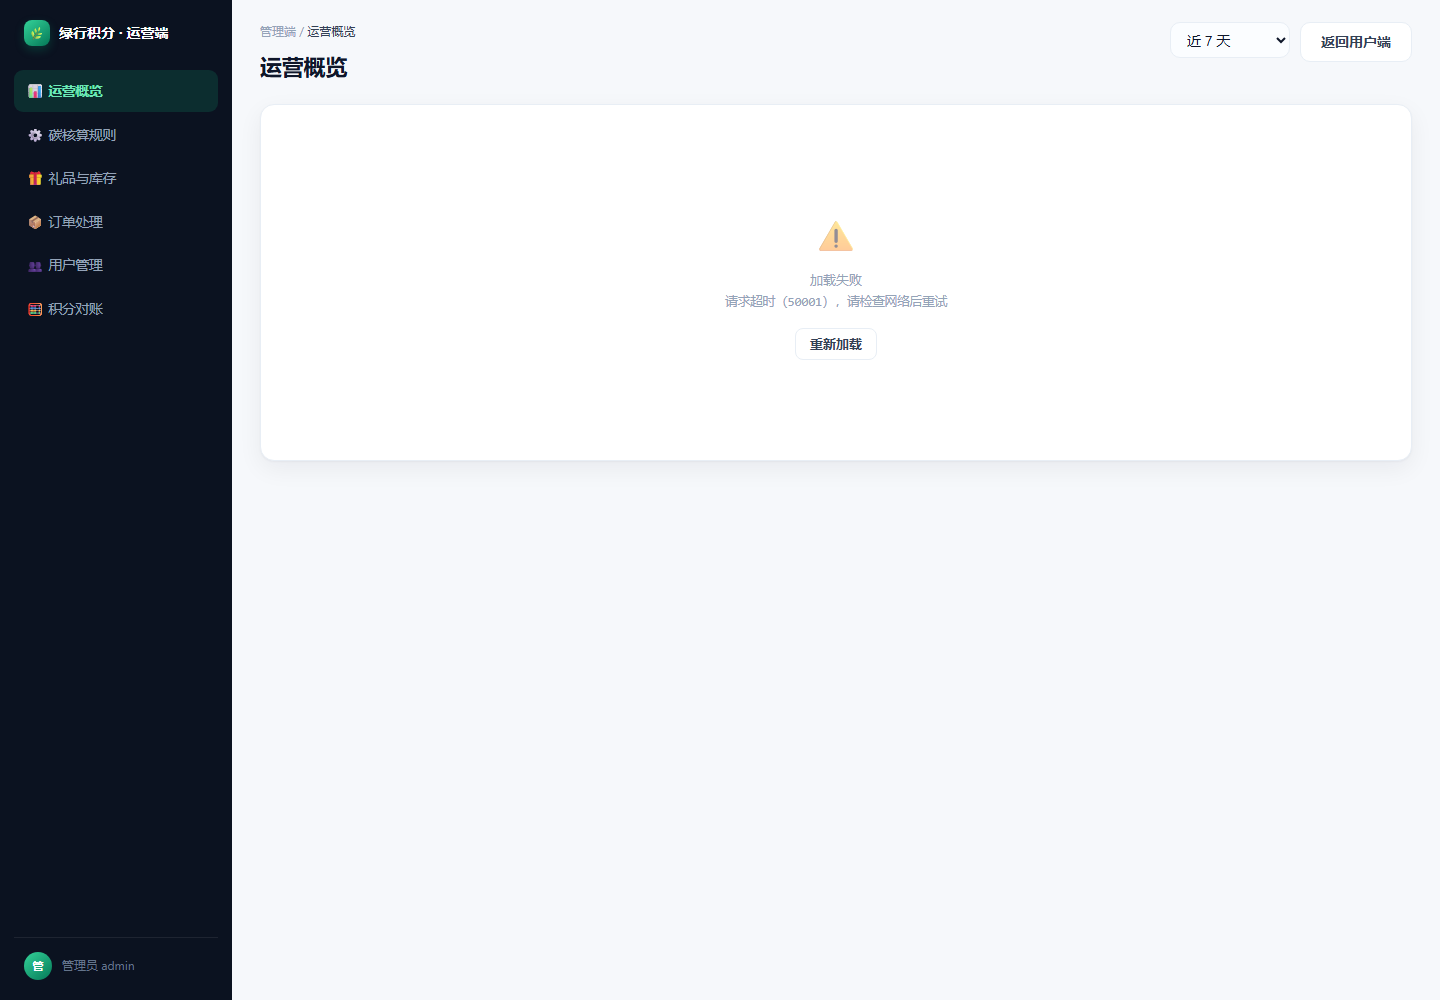 绿行积分 · 运营端
运营概览
碳核算规则
礼品与库存
订单处理
用户管理
积分对账
管
管理员 admin
管理端 / 运营概览
运营概览
近 7 天
返回用户端
加载失败
请求超时（50001），请检查网络后重试
重新加载